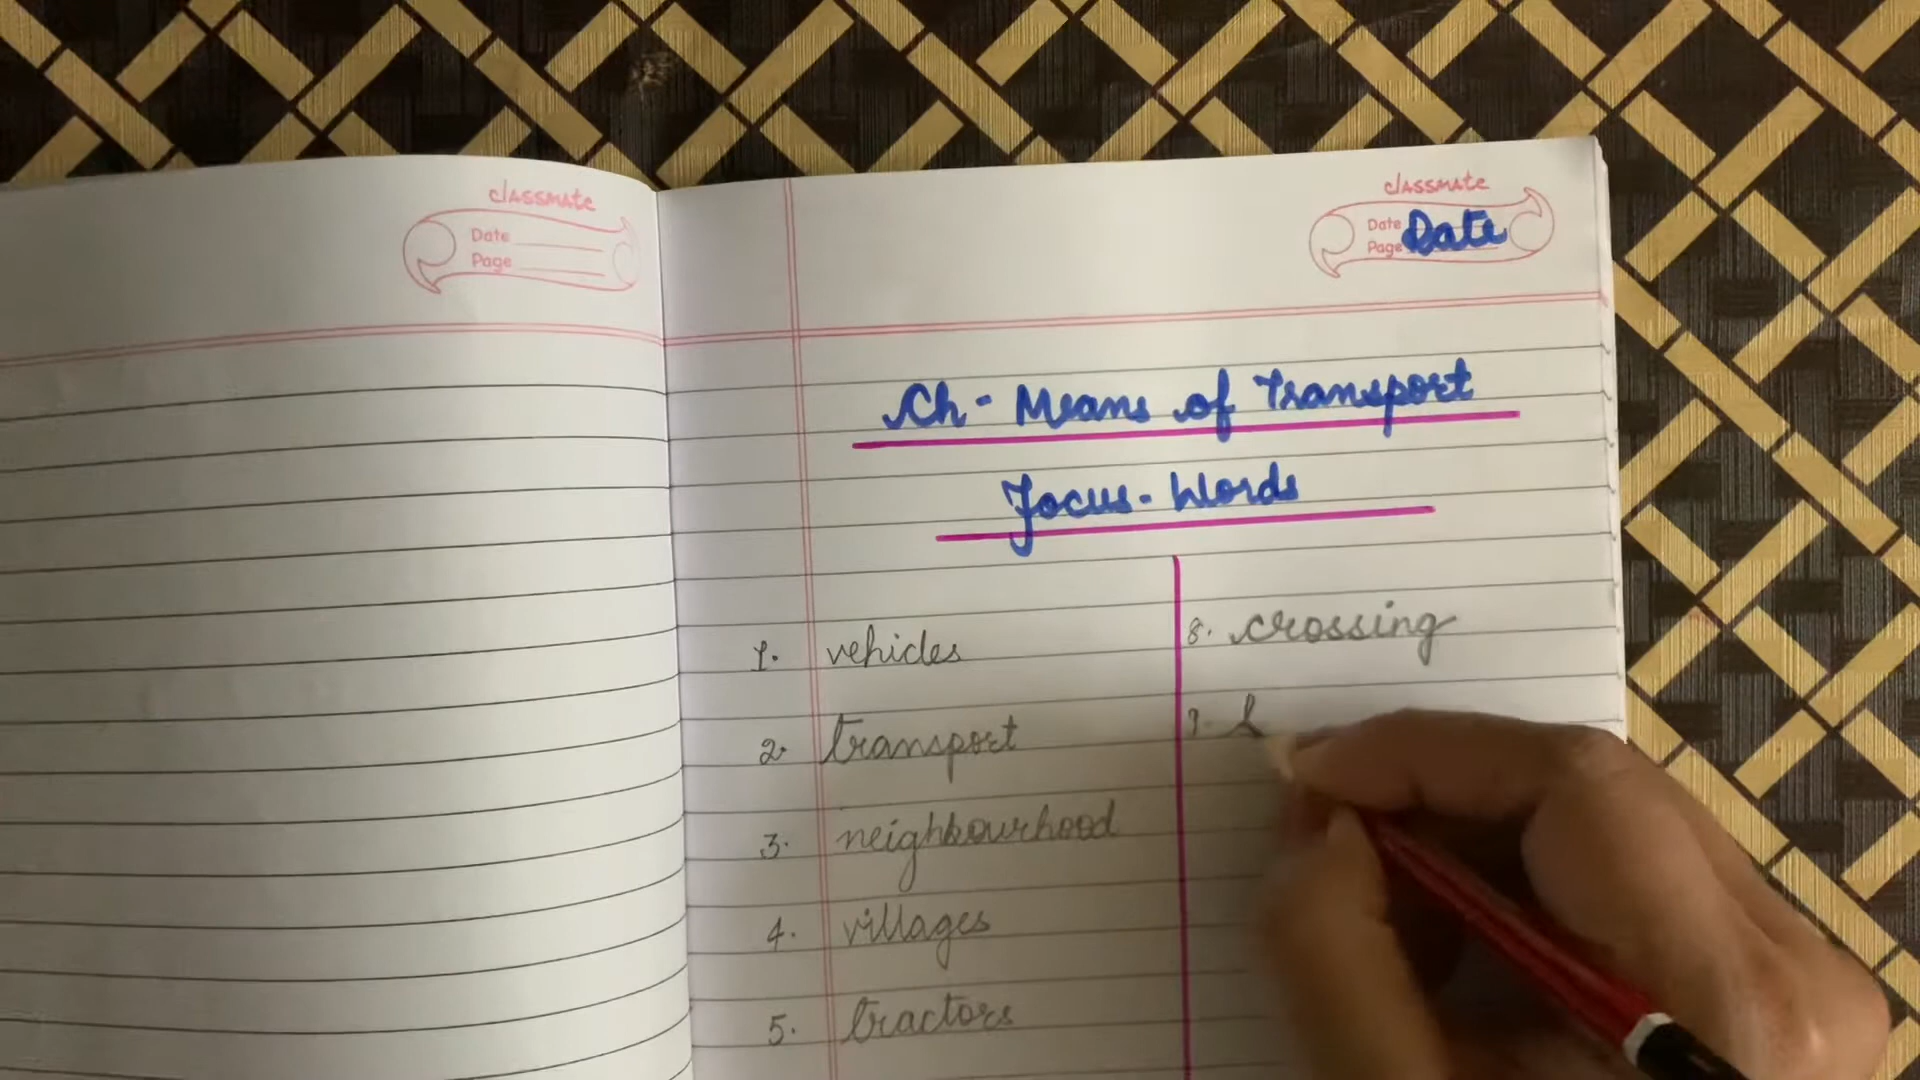 classmate
Date
Page
classmate
Date
Page Date
Ch - Means of Transport
Focus - Words
1. vehicles
2. transport
3. neighbourhood
4. villages
5. tractors
8. crossing
9.